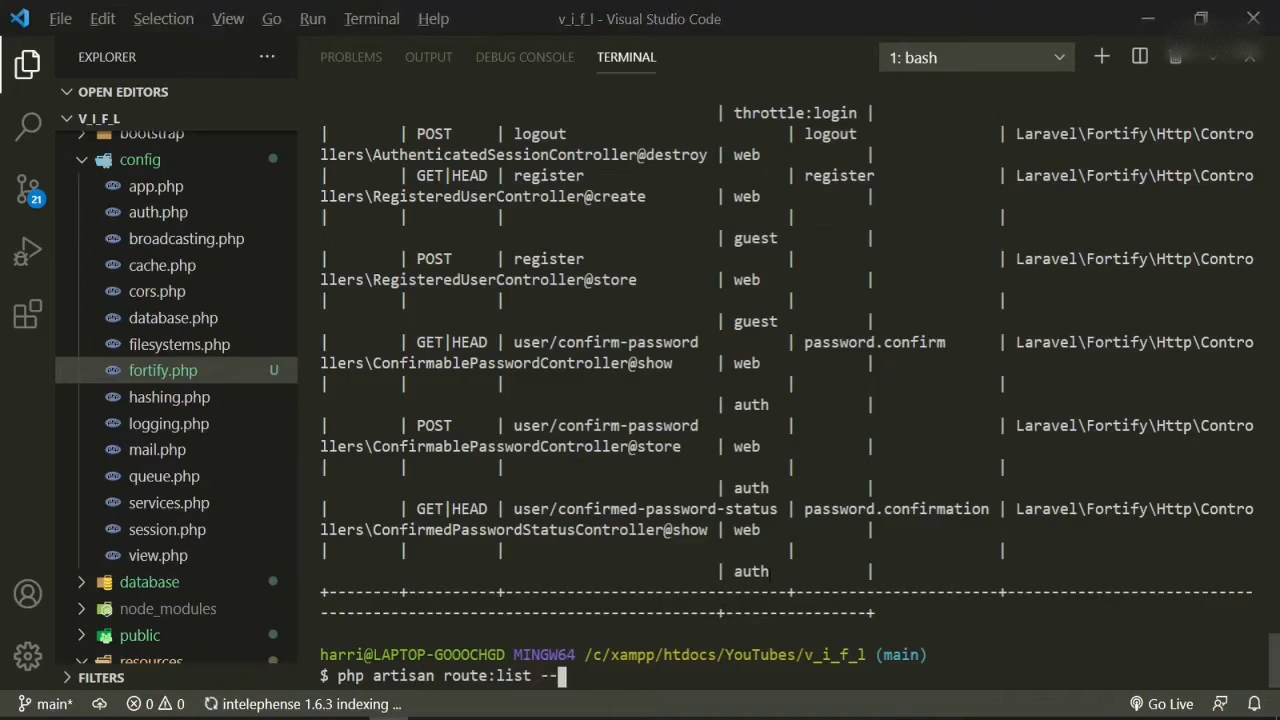 File Edit Selection View Go Run Terminal Help v_i_f_l - Visual Studio Code
EXPLORER ...
PROBLEMS OUTPUT DEBUG CONSOLE TERMINAL 1: bash
OPEN EDITORS
V_I_F_L
bootstrap
config
app.php
auth.php
broadcasting.php
cache.php
cors.php
database.php
filesystems.php
fortify.php U
hashing.php
logging.php
mail.php
queue.php
services.php
session.php
view.php
database
node_modules
public
resources
FILTERS
21
| throttle:login |
| | POST | logout | logout | Laravel\Fortify\Http\Contro
llers\AuthenticatedSessionController@destroy | web |
| | GET|HEAD | register | register | Laravel\Fortify\Http\Contro
llers\RegisteredUserController@create | web |
| | | | |
| guest |
| | POST | register | | Laravel\Fortify\Http\Contro
llers\RegisteredUserController@store | web |
| | | | |
| guest |
| | GET|HEAD | user/confirm-password | password.confirm | Laravel\Fortify\Http\Contro
llers\ConfirmablePasswordController@show | web |
| | | | |
| auth |
| | POST | user/confirm-password | | Laravel\Fortify\Http\Contro
llers\ConfirmablePasswordController@store | web |
| | | | |
| auth |
| | GET|HEAD | user/confirmed-password-status | password.confirmation | Laravel\Fortify\Http\Contro
llers\ConfirmedPasswordStatusController@show | web |
| | | | |
| auth |
+--------+----------+--------------------------------+-----------------------+---------------------------
---------------------------------------------+----------------+
harri@LAPTOP-GOOOCHGD MINGW64 /c/xampp/htdocs/YouTubes/v_i_f_l (main)
$ php artisan route:list --
main* 0 0 intelephense 1.6.3 indexing ... Go Live